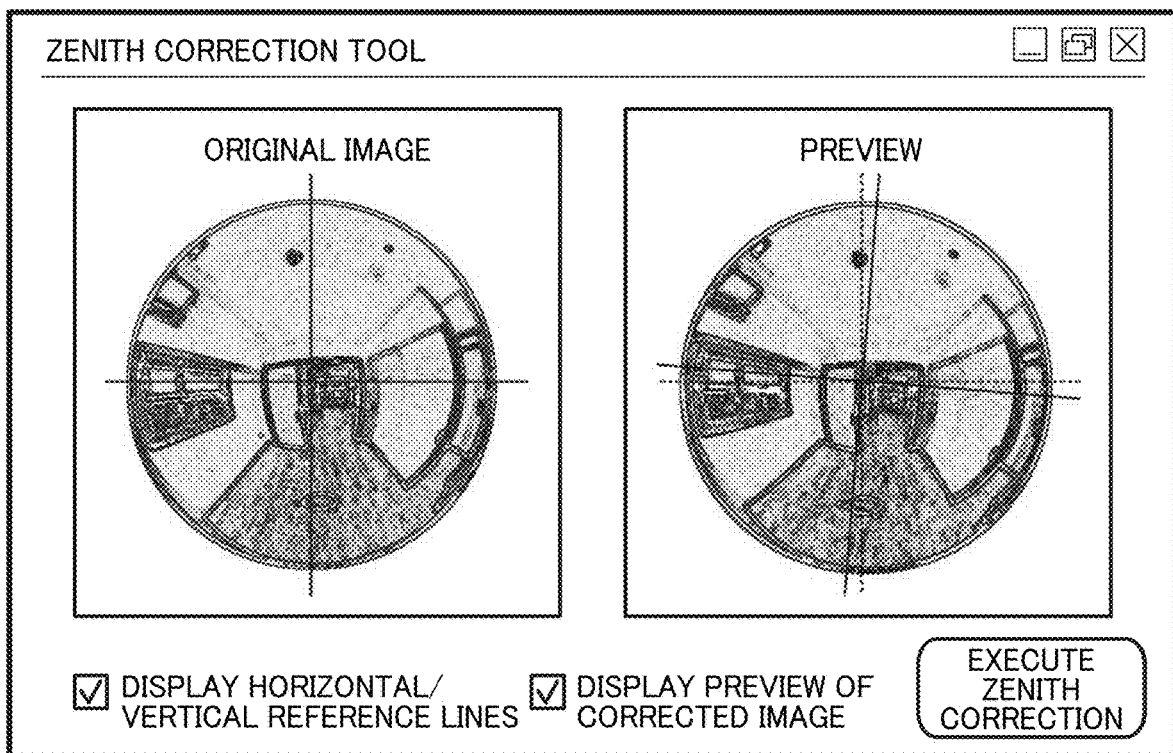 ZENITH CORRECTION TOOL
ORIGINAL IMAGE
PREVIEW
DISPLAY HORIZONTAL/
VERTICAL REFERENCE LINES
DISPLAY PREVIEW OF
CORRECTED IMAGE
EXECUTE
ZENITH
CORRECTION